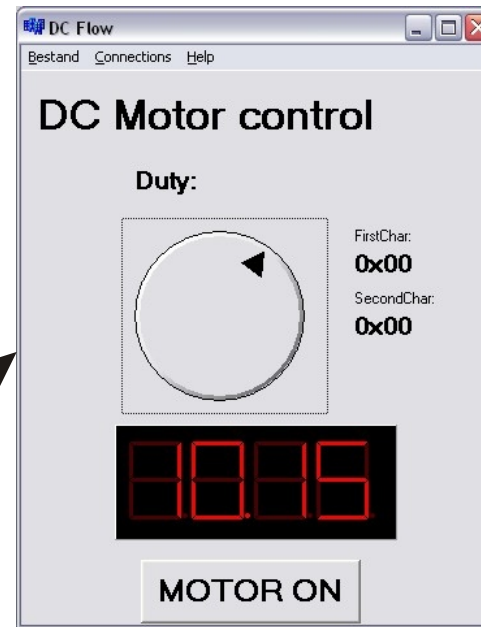 DC Flow
Bestand Connections Help
DC Motor control
Duty:
FirstChar:
0x00
SecondChar:
0x00
10.15
MOTOR ON